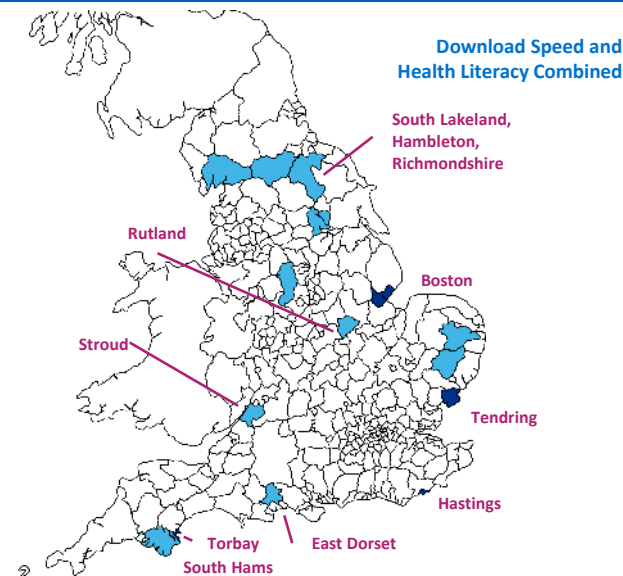 Download Speed and
Health Literacy Combined
South Lakeland,
Hambleton,
Richmondshire
Rutland
Boston
Stroud
Tendring
Hastings
Torbay
East Dorset
South Hams